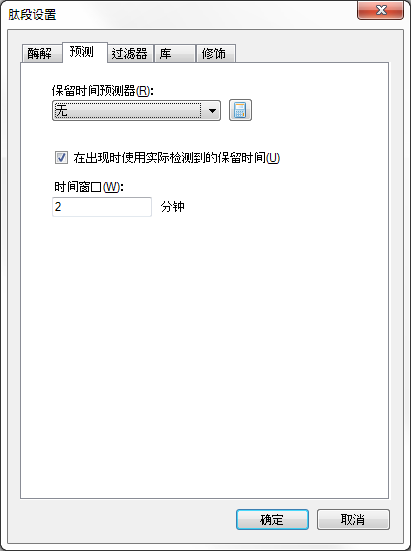 肽段设置
酶解 预测 过滤器 库 修饰
保留时间预测器(R):
无
在出现时使用实际检测到的保留时间(U)
时间窗口(W):
2 分钟
确定 取消